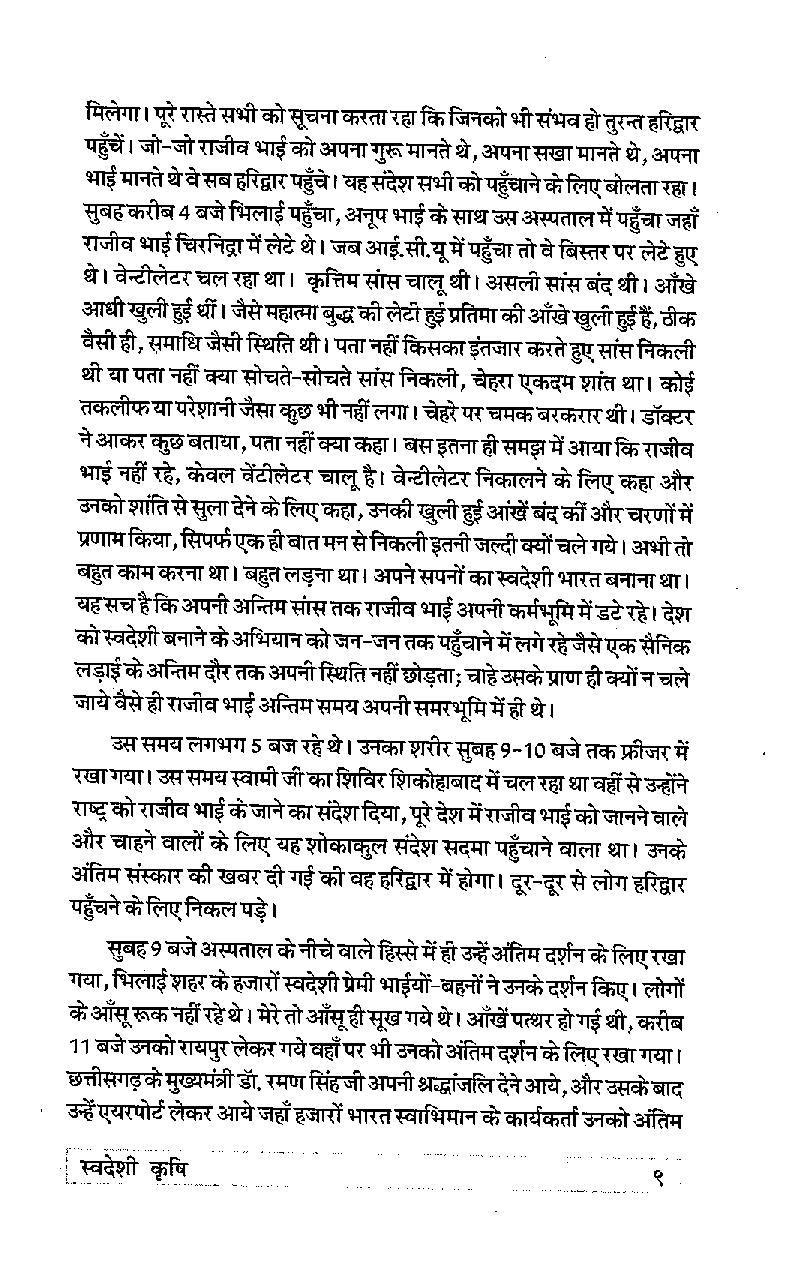 मिलेगा। पूरे रास्ते सभी को सूचना करता रहा कि जिनको भी संभव हो तुरन्त हरिद्वार
पहुँचें। जो-जो राजीव भाई को अपना गुरू मानते थे, अपना सखा मानते थे, अपना
भाई मानते थे वे सब हरिद्वार पहुँचे। यह संदेश सभी को पहुँचाने के लिए बोलता रहा।
सुबह करीब 4 बजे भिलाई पहुँचा, अनूप भाई के साथ उस अस्पताल में पहुँचा जहाँ
राजीव भाई चिरनिद्रा में लेटे थे। जब आई.सी.यू में पहुँचा तो वे बिस्तर पर लेटे हुए
थे। वेन्टीलेटर चल रहा था। कृत्तिम सांस चालू थी। असली सांस बंद थी। आँखे
आधी खुली हुई थीं। जैसे महात्मा बुद्ध की लेटी हुई प्रतिमा की आँखे खुली हुई हैं, ठीक
वैसी ही, समाधि जैसी स्थिति थी। पता नहीं किसका इंतजार करते हुए सांस निकली
थी या पता नहीं क्या सोचते-सोचते सांस निकली, चेहरा एकदम शांत था। कोई
तकलीफ या परेशानी जैसा कुछ भी नहीं लगा। चेहरे पर चमक बरकरार थी। डॉक्टर
ने आकर कुछ बताया, पता नहीं क्या कहा। बस इतना ही समझ में आया कि राजीव
भाई नहीं रहे, केवल वेंटीलेटर चालू है। वेन्टीलेटर निकालने के लिए कहा और
उनको शांति से सुला देने के लिए कहा, उनकी खुली हुई आंखें बंद कीं और चरणों में
प्रणाम किया, सिपर्फ एक ही बात मन से निकली इतनी जल्दी क्यों चले गये। अभी तो
बहुत काम करना था। बहुत लड़ना था। अपने सपनों का स्वदेशी भारत बनाना था।
यह सच है कि अपनी अन्तिम सांस तक राजीव भाई अपनी कर्मभूमि में डटे रहे। देश
को स्वदेशी बनाने के अभियान को जन-जन तक पहुँचाने में लगे रहे जैसे एक सैनिक
लड़ाई के अन्तिम दौर तक अपनी स्थिति नहीं छोड़ता; चाहे उसके प्राण ही क्यों न चले
जाये वैसे ही राजीव भाई अन्तिम समय अपनी समरभूमि में ही थे।
उस समय लगभग 5 बज रहे थे। उनका शरीर सुबह 9-10 बजे तक फ्रीजर में
रखा गया। उस समय स्वामी जी का शिविर शिकोहाबाद में चल रहा था वहीं से उन्होंने
राष्ट्र को राजीव भाई के जाने का संदेश दिया, पूरे देश में राजीव भाई को जानने वाले
और चाहने वालों के लिए यह शोकाकुल संदेश सदमा पहुँचाने वाला था। उनके
अंतिम संस्कार की खबर दी गई की वह हरिद्वार में होगा। दूर-दूर से लोग हरिद्वार
पहुँचने के लिए निकल पड़े।
सुबह 9 बजे अस्पताल के नीचे वाले हिस्से में ही उन्हें अंतिम दर्शन के लिए रखा
गया, भिलाई शहर के हजारों स्वदेशी प्रेमी भाईयों-बहनों ने उनके दर्शन किए। लोगों
के आँसू रूक नहीं रहे थे। मेरे तो आँसू ही सूख गये थे। आँखें पत्थर हो गई थी, करीब
11 बजे उनको रायपुर लेकर गये वहाँ पर भी उनको अंतिम दर्शन के लिए रखा गया।
छत्तीसगढ़ के मुख्यमंत्री डॉ. रमण सिंह जी अपनी श्रद्धांजलि देने आये, और उसके बाद
उन्हें एयरपोर्ट लेकर आये जहाँ हजारों भारत स्वाभिमान के कार्यकर्ता उनको अंतिम
स्वदेशी कृषि ९